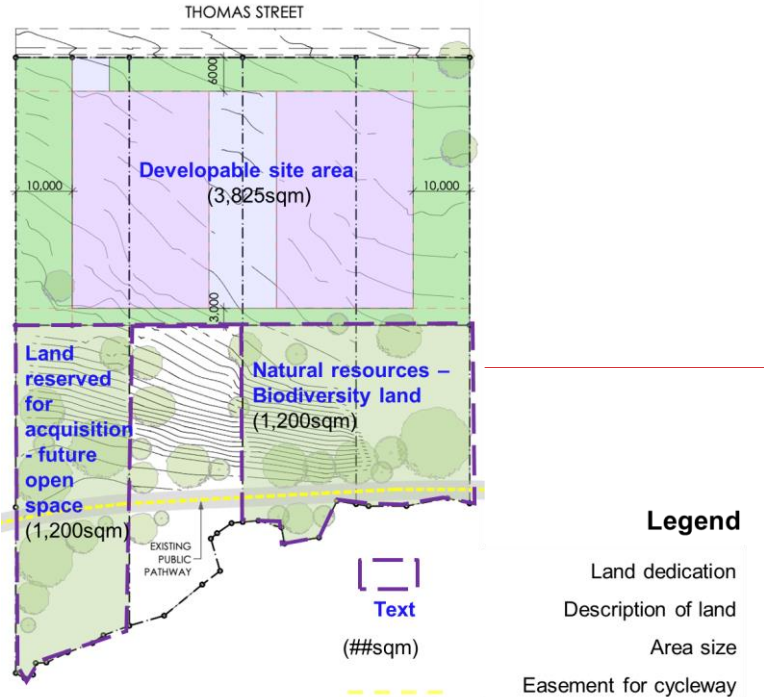 THOMAS STREET
6000
Developable site area
(3,825sqm)
10,000
10,000
3,000
Land
reserved
for
acquisition
- future
open
space
(1,200sqm)
Natural resources –
Biodiversity land
(1,200sqm)
EXISTING
PUBLIC
PATHWAY
Legend
Land dedication
Text
Description of land
(##sqm)
Area size
Easement for cycleway